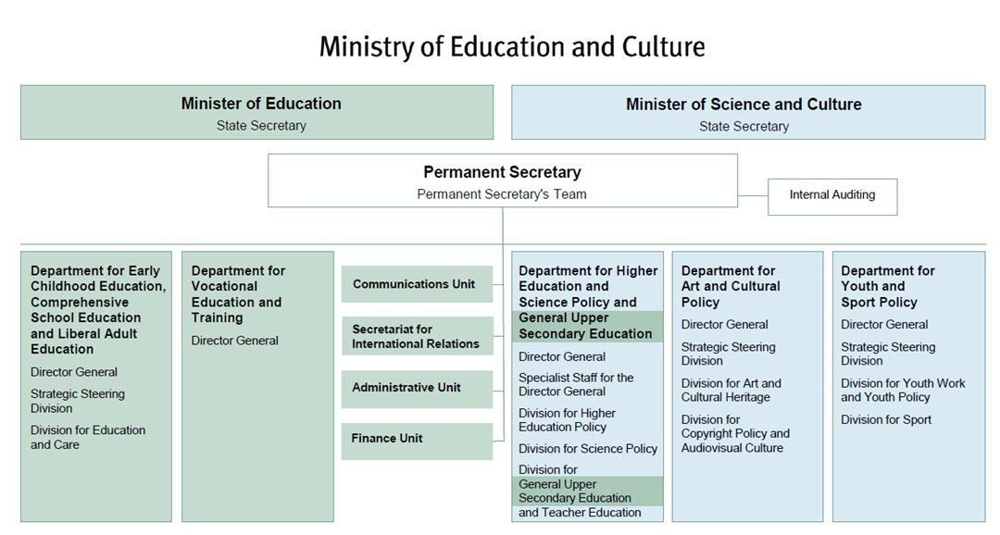 Ministry of Education and Culture
Minister of Education
State Secretary
Minister of Science and Culture
State Secretary
Permanent Secretary
Permanent Secretary's Team
Internal Auditing
Department for Early
Childhood Education,
Comprehensive
School Education
and Liberal Adult
Education
Director General
Strategic Steering
Division
Division for Education
and Care
Department for
Vocational
Education and
Training
Director General
Communications Unit
Secretariat for
International Relations
Administrative Unit
Finance Unit
Department for Higher
Education and
Science Policy and
General Upper
Secondary Education
Director General
Specialist Staff for the
Director General
Division for Higher
Education Policy
Division for Science Policy
Division for
General Upper
Secondary Education
and Teacher Education
Department for
Art and Cultural
Policy
Director General
Strategic Steering
Division
Division for Art and
Cultural Heritage
Division for
Copyright Policy and
Audiovisual Culture
Department for
Youth and
Sport Policy
Director General
Strategic Steering
Division
Division for Youth Work
and Youth Policy
Division for Sport